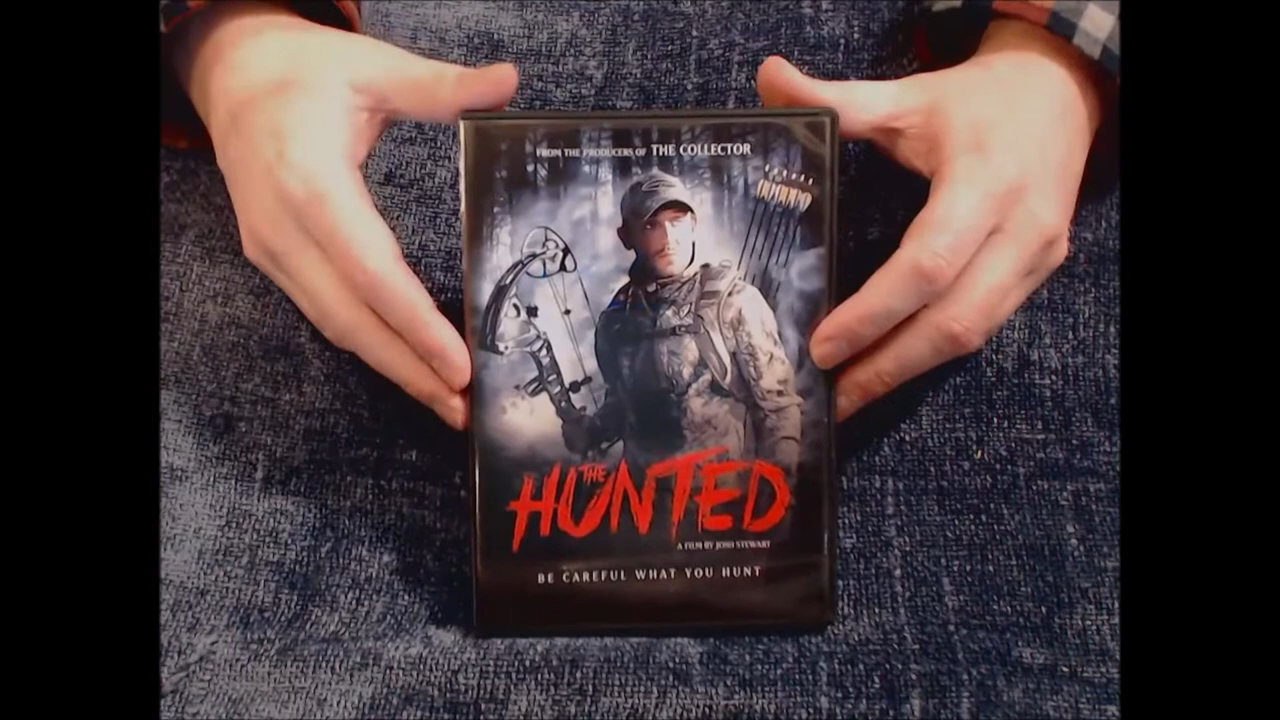 FROM THE PRODUCERS OF THE COLLECTOR
THE
HUNTED
A FILM BY JOSH STEWART
BE CAREFUL WHAT YOU HUNT